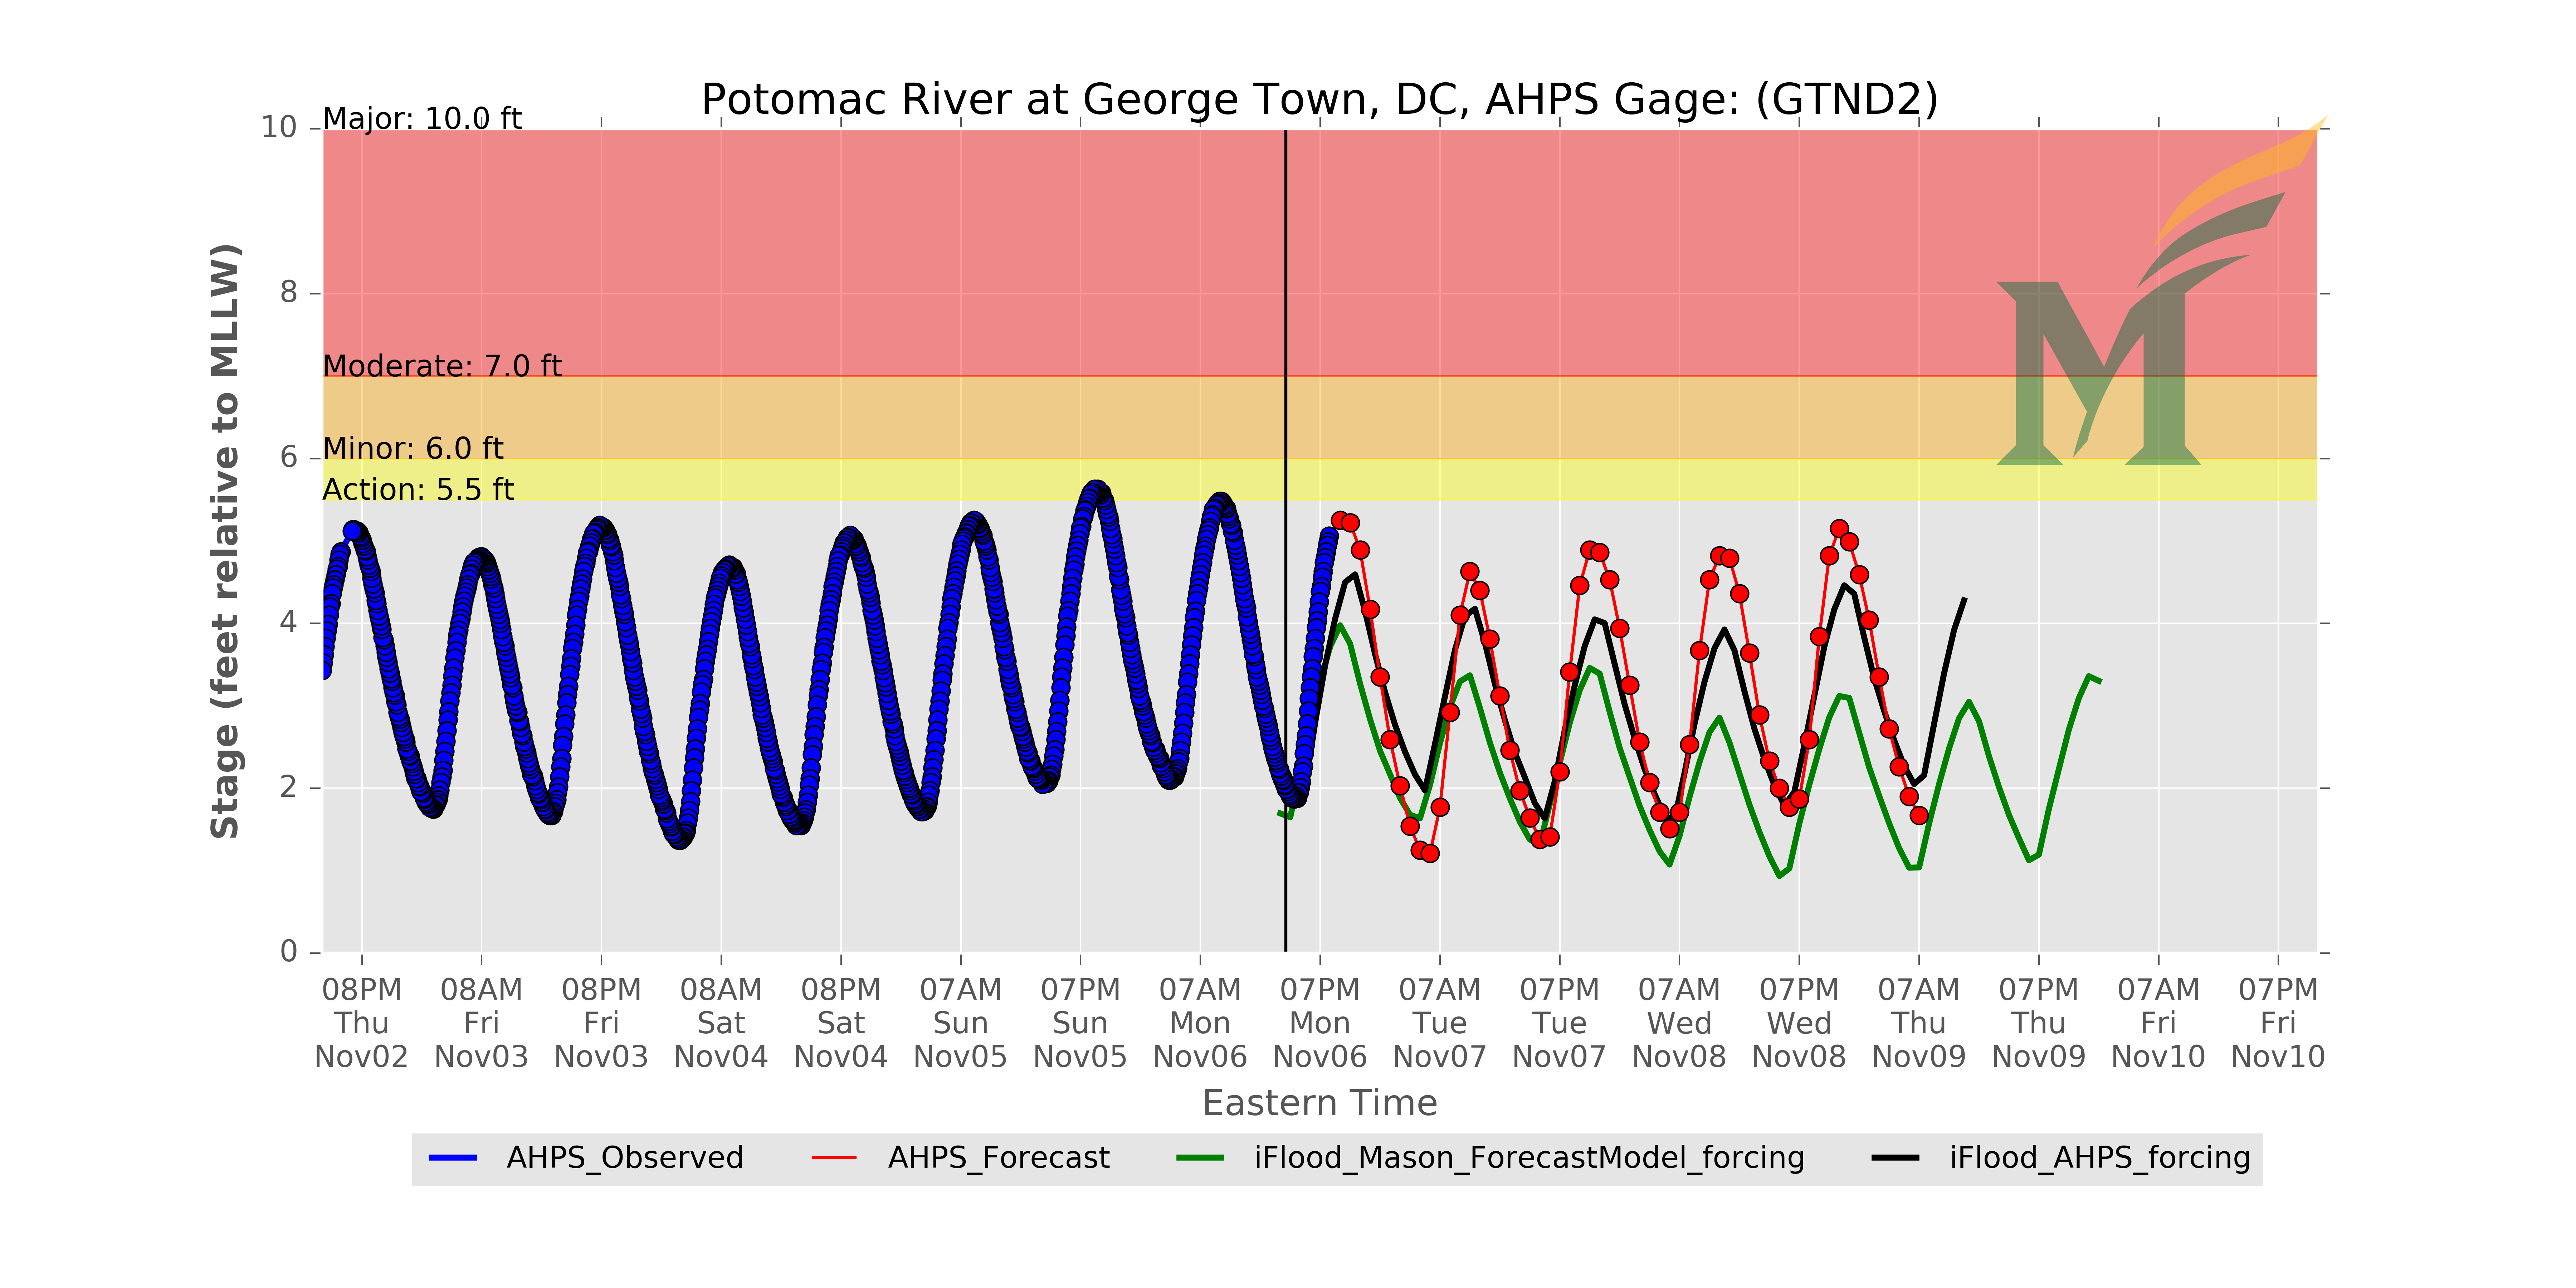 Potomac River at George Town, DC, AHPS Gage: (GTND2)
Major: 10.0 ft
Moderate: 7.0 ft
Minor: 6.0 ft
Action: 5.5 ft
Stage (feet relative to MLLW)
10
8
6
4
2
0
08PM 08AM 08PM 08AM 08PM 07AM 07PM 07AM 07PM 07AM 07PM 07AM 07PM 07AM 07PM 07AM 07PM
Thu Fri Fri Sat Sat Sun Sun Mon Mon Tue Tue Wed Wed Thu Thu Fri Fri
Nov02 Nov03 Nov03 Nov04 Nov04 Nov05 Nov05 Nov06 Nov06 Nov07 Nov07 Nov08 Nov08 Nov09 Nov09 Nov10 Nov10
Eastern Time
AHPS_Observed AHPS_Forecast iFlood_Mason_ForecastModel_forcing iFlood_AHPS_forcing
M